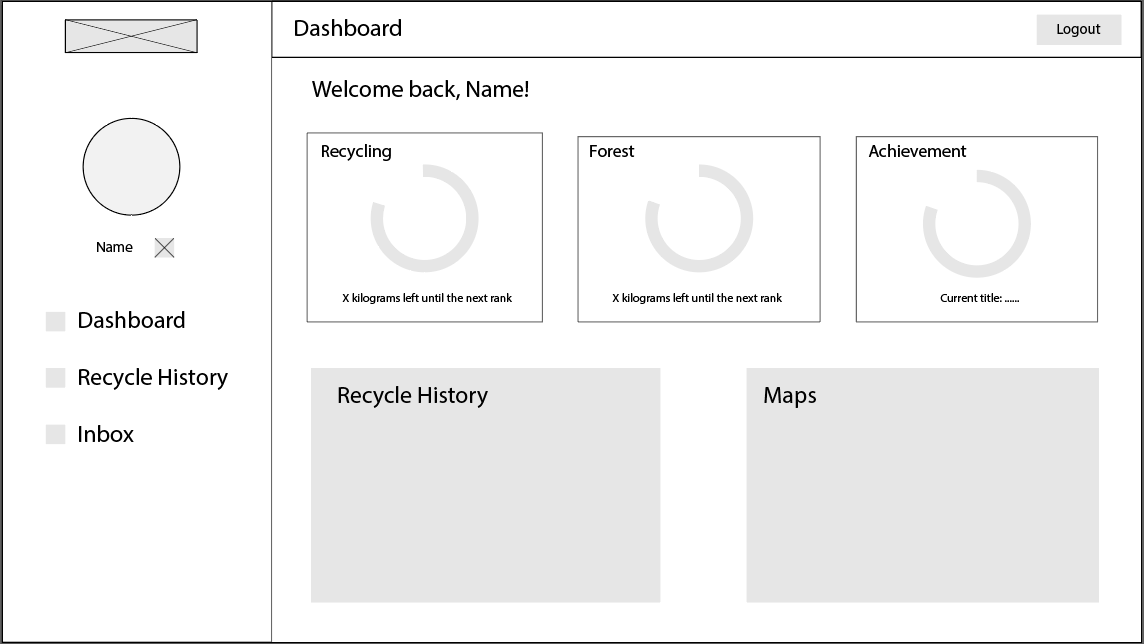 Dashboard
Logout
Welcome back, Name!
Name
Dashboard
Recycle History
Inbox
Recycling
X kilograms left until the next rank
Forest
X kilograms left until the next rank
Achievement
Current title: ......
Recycle History
Maps